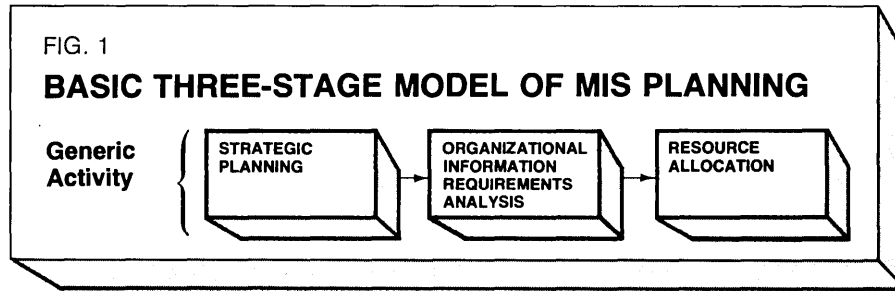 FIG. 1
BASIC THREE-STAGE MODEL OF MIS PLANNING
Generic
Activity
STRATEGIC
PLANNING
ORGANIZATIONAL
INFORMATION
REQUIREMENTS
ANALYSIS
RESOURCE
ALLOCATION